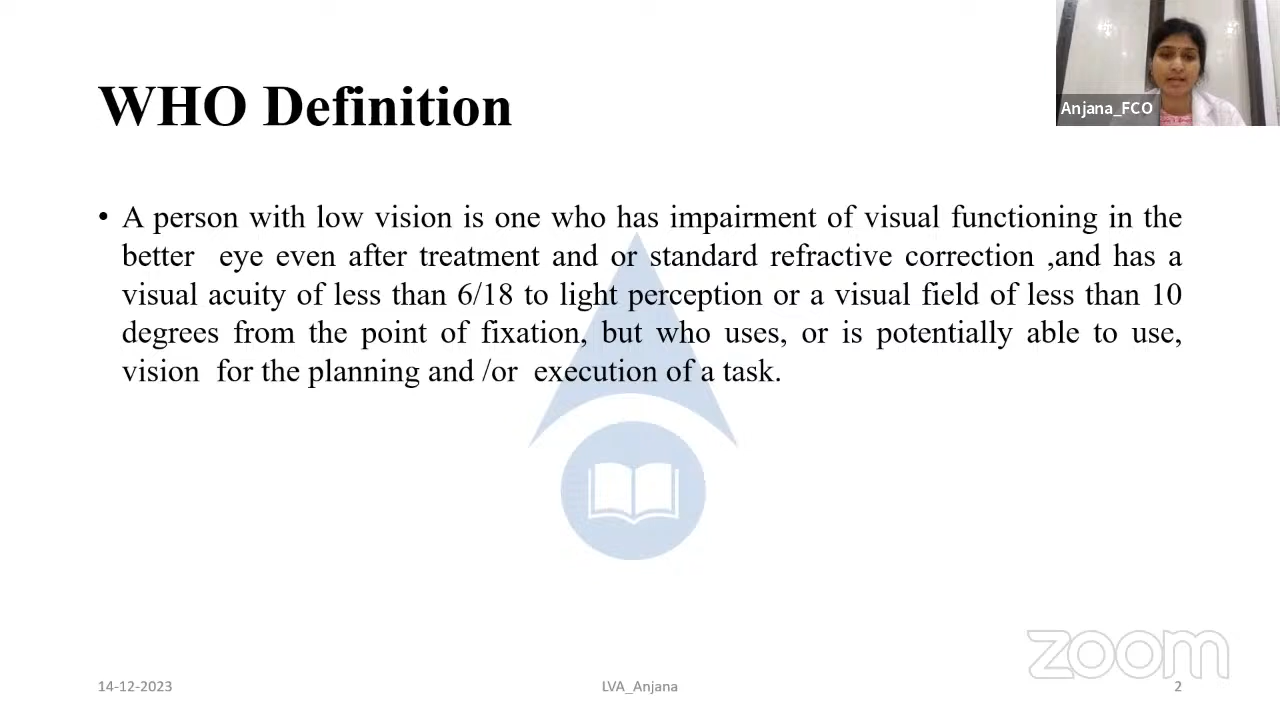 WHO Definition
Anjana_FCO
• A person with low vision is one who has impairment of visual functioning in the
better  eye even after treatment and or standard refractive correction ,and has a
visual acuity of less than 6/18 to light perception or a visual field of less than 10
degrees from the point of fixation, but who uses, or is potentially able to use,
vision  for the planning and /or  execution of a task.
zoom
14-12-2023
LVA_Anjana
2